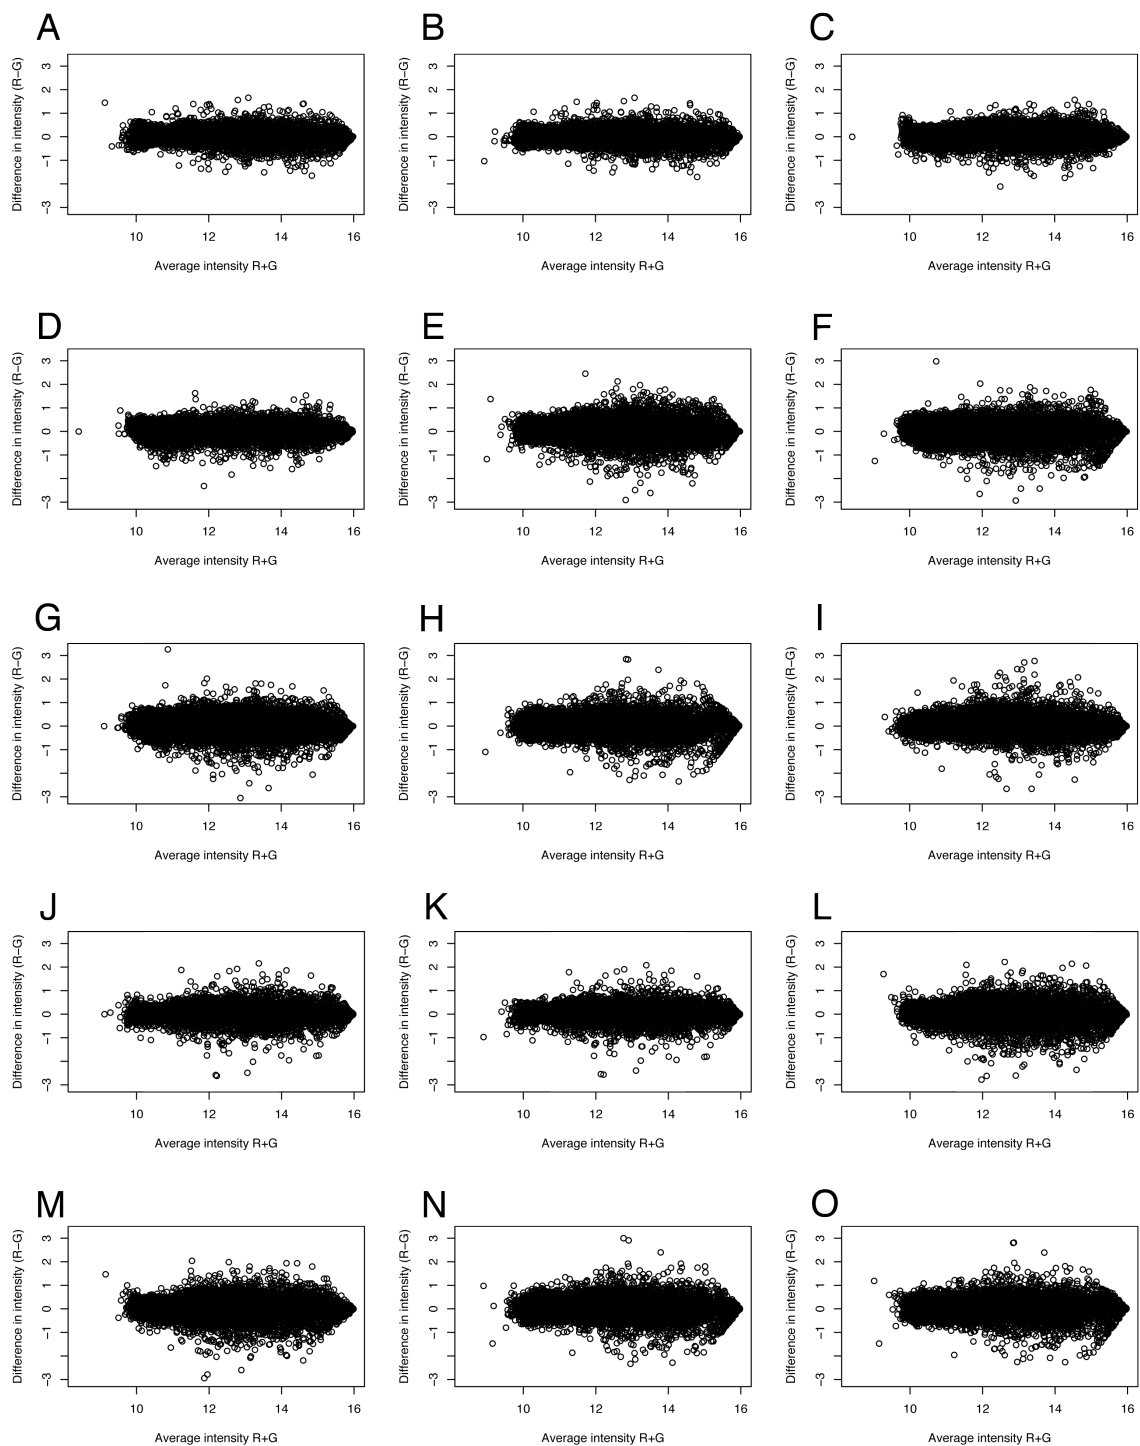 A
Difference in intensity (R−G)
3
2
1
0
−1
−3
10 12 14 16
Average intensity R+G
B
Difference in intensity (R−G)
3
2
1
0
−1
−3
10 12 14 16
Average intensity R+G
C
Difference in intensity (R−G)
3
2
1
0
−1
−3
10 12 14 16
Average intensity R+G
D
Difference in intensity (R−G)
3
2
1
0
−1
−3
10 12 14 16
Average intensity R+G
E
Difference in intensity (R−G)
3
2
1
0
−1
−3
10 12 14 16
Average intensity R+G
F
Difference in intensity (R−G)
3
2
1
0
−1
−3
10 12 14 16
Average intensity R+G
G
Difference in intensity (R−G)
3
2
1
0
−1
−3
10 12 14 16
Average intensity R+G
H
Difference in intensity (R−G)
3
2
1
0
−1
−3
10 12 14 16
Average intensity R+G
I
Difference in intensity (R−G)
3
2
1
0
−1
−3
10 12 14 16
Average intensity R+G
J
Difference in intensity (R−G)
3
2
1
0
−1
−3
10 12 14 16
Average intensity R+G
K
Difference in intensity (R−G)
3
2
1
0
−1
−3
10 12 14 16
Average intensity R+G
L
Difference in intensity (R−G)
3
2
1
0
−1
−3
10 12 14 16
Average intensity R+G
M
Difference in intensity (R−G)
3
2
1
0
−1
−3
10 12 14 16
Average intensity R+G
N
Difference in intensity (R−G)
3
2
1
0
−1
−3
10 12 14 16
Average intensity R+G
O
Difference in intensity (R−G)
3
2
1
0
−1
−3
10 12 14 16
Average intensity R+G